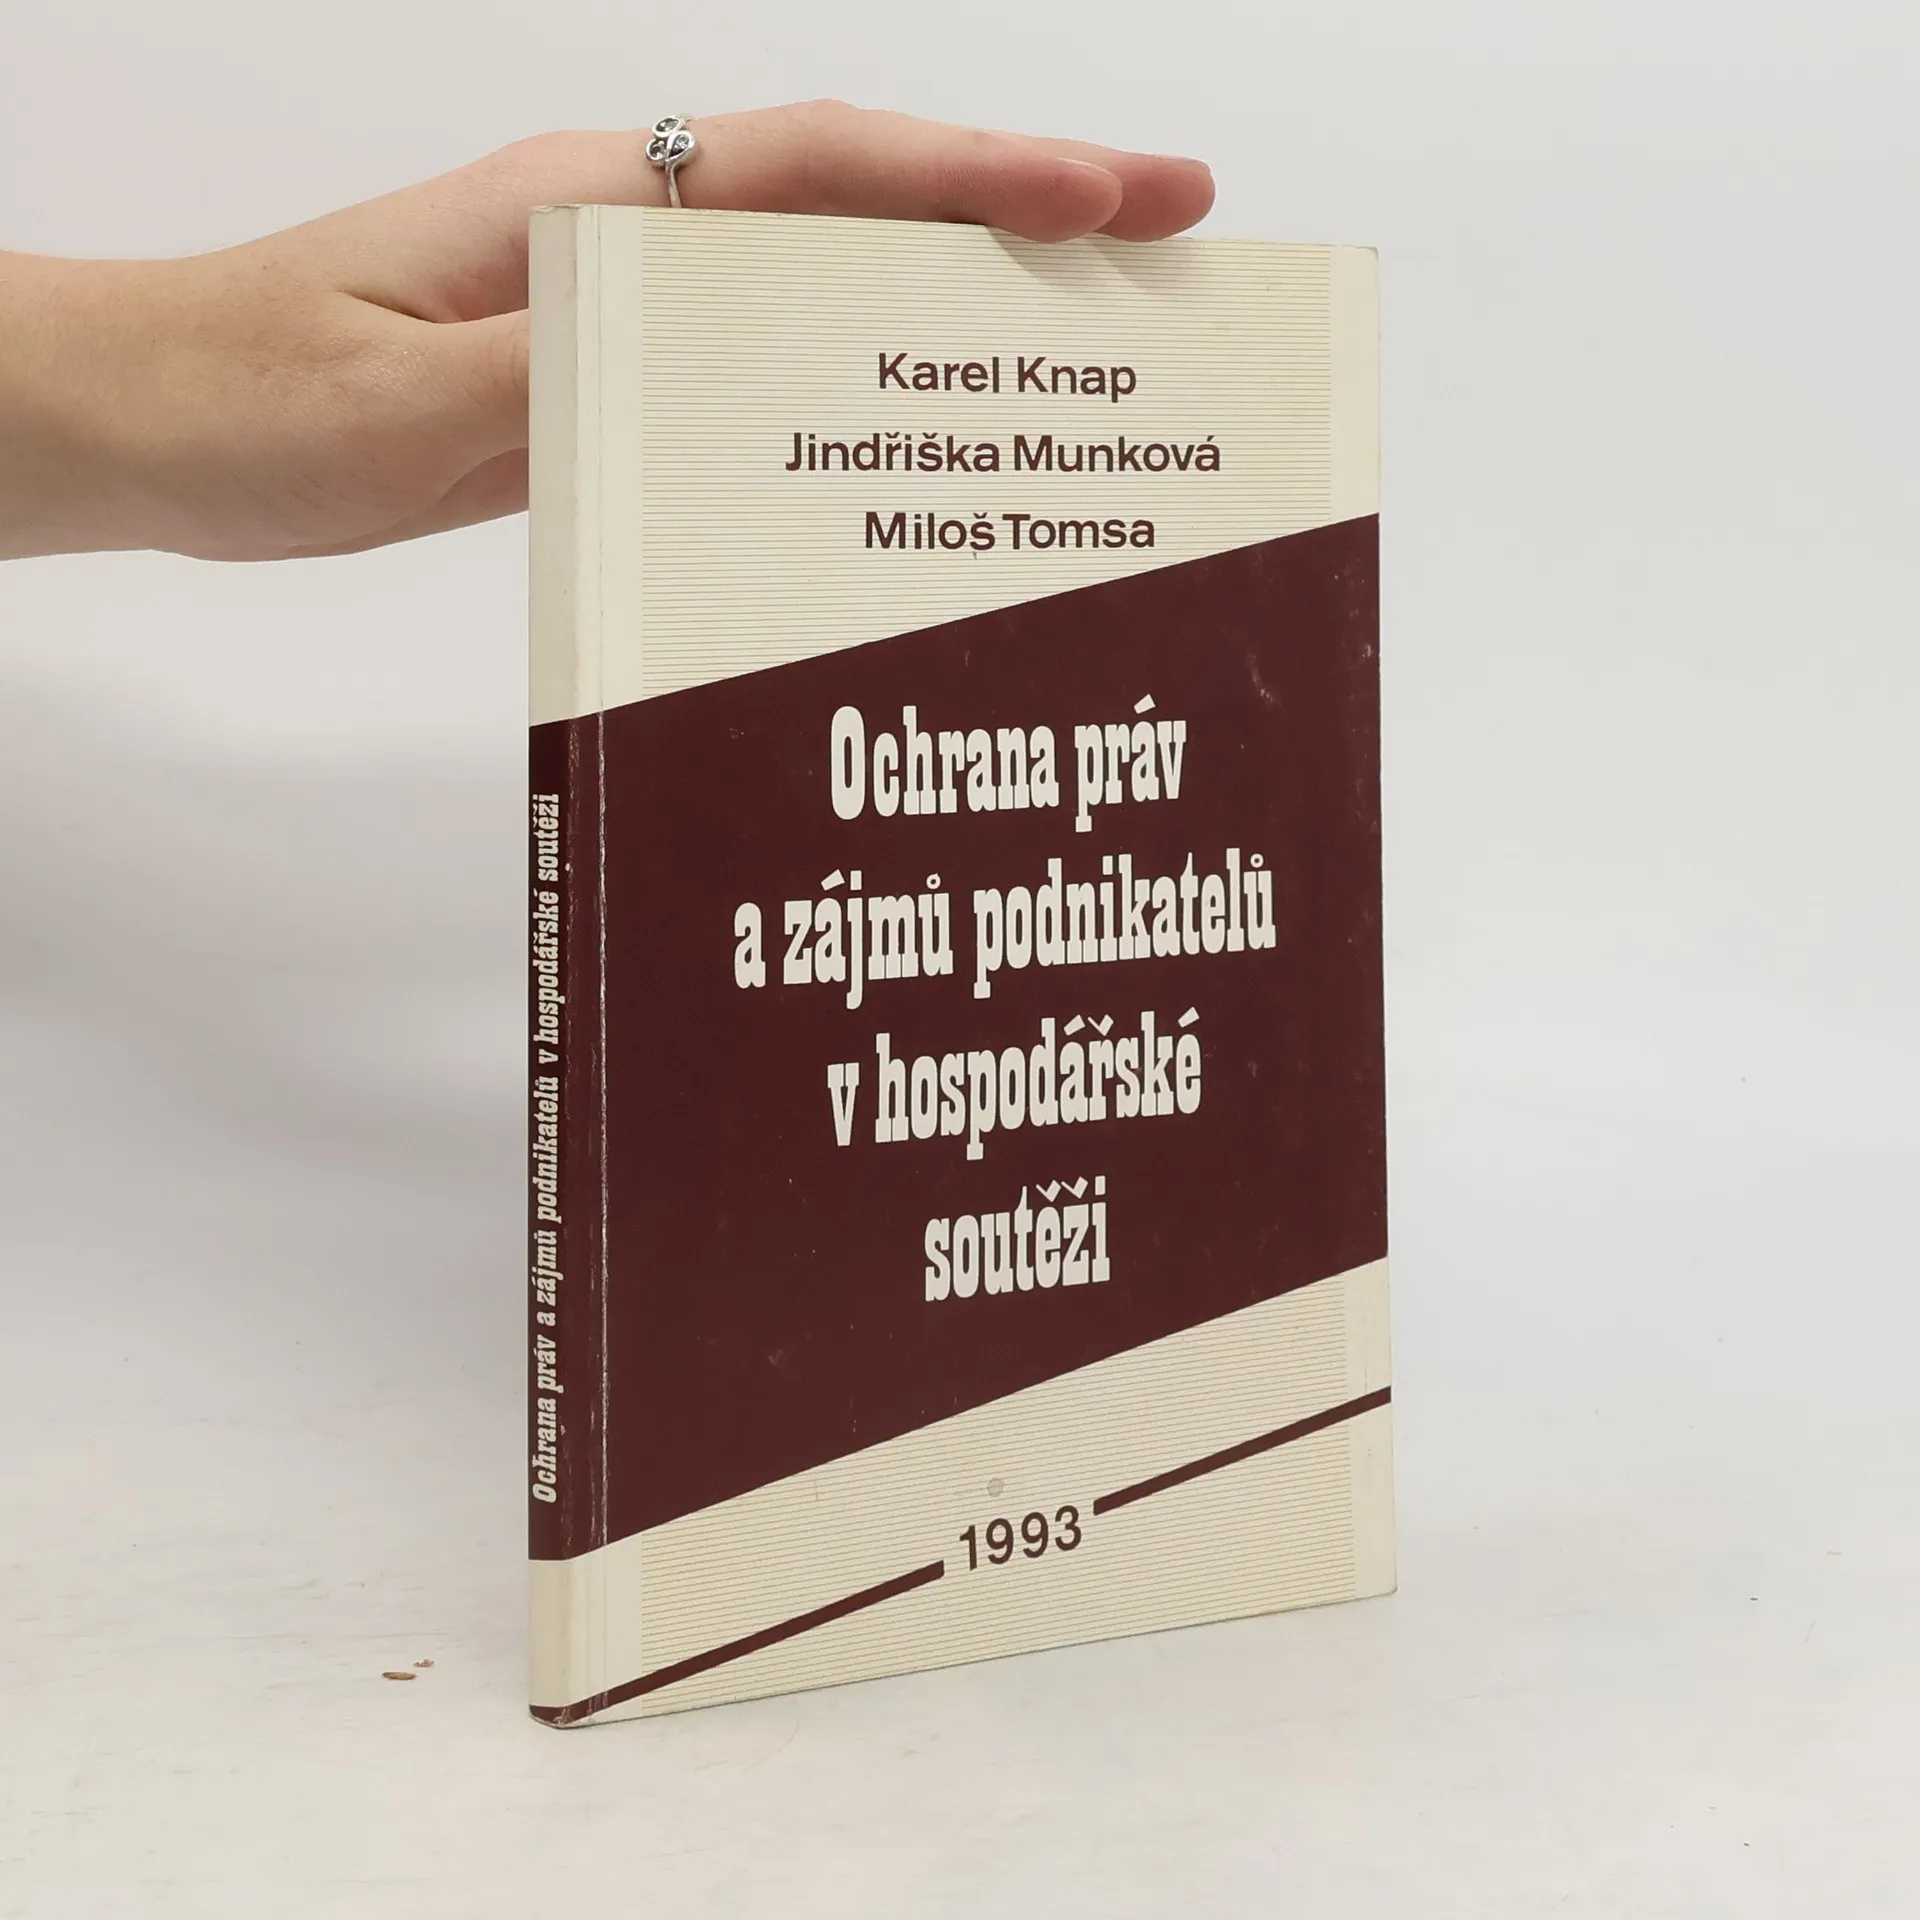 Karel Knap
Jindřiška Munková
Miloš Tomsa
Ochrana práv
a zájmů podnikatelů
v hospodářské
soutěži
1993
Ochrana práv a zájmů podnikatelů v hospodářské soutěži